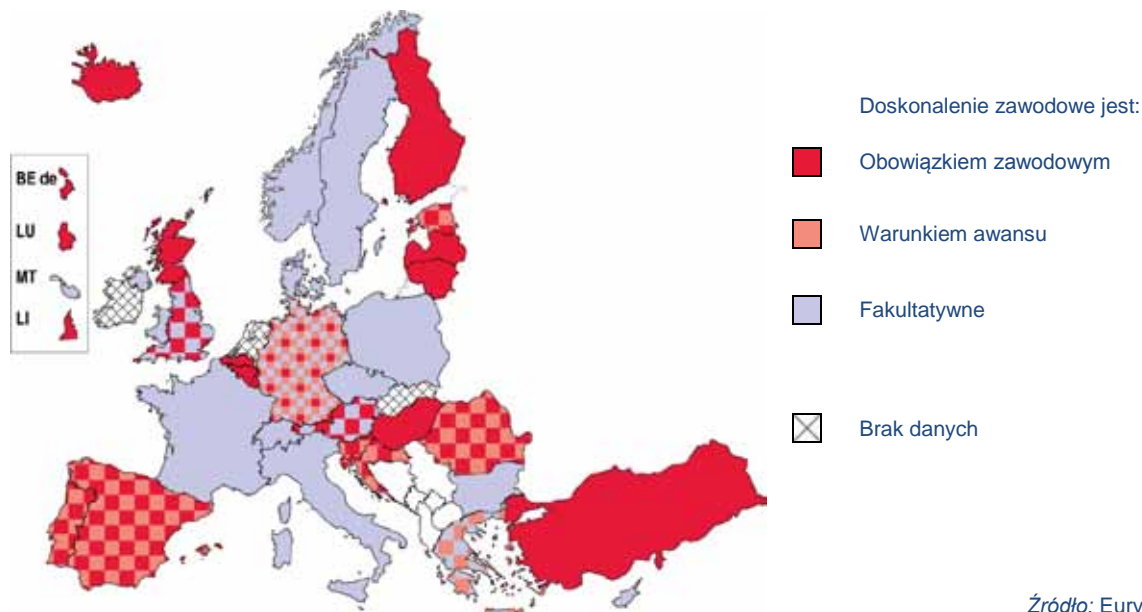 BE de
LU
MT
LI
Doskonalenie zawodowe jest:
Obowiązkiem zawodowym
Warunkiem awansu
Fakultatywne
Brak danych
Źródło: Eury